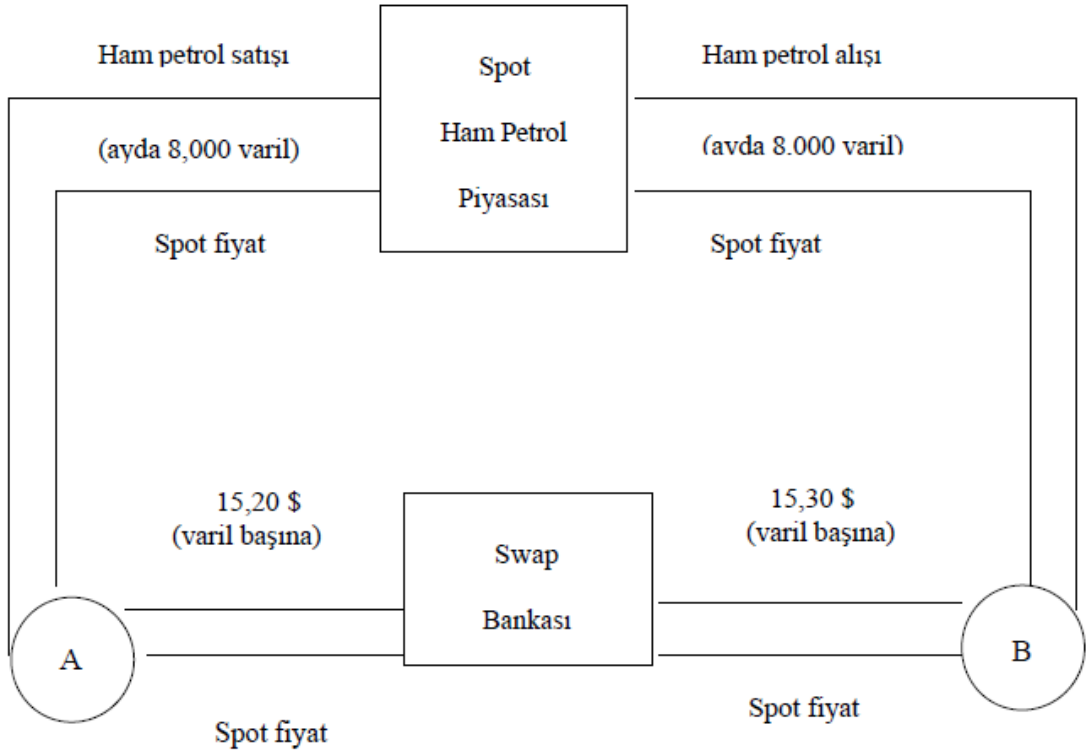 Ham petrol satışı
(ayda 8,000 varil)
Spot fiyat
Spot
Ham Petrol
Piyasası
Ham petrol alışı
(ayda 8.000 varil)
Spot fiyat
15,20 $
(varil başına)
Swap
Bankası
15,30 $
(varil başına)
A
B
Spot fiyat
Spot fiyat